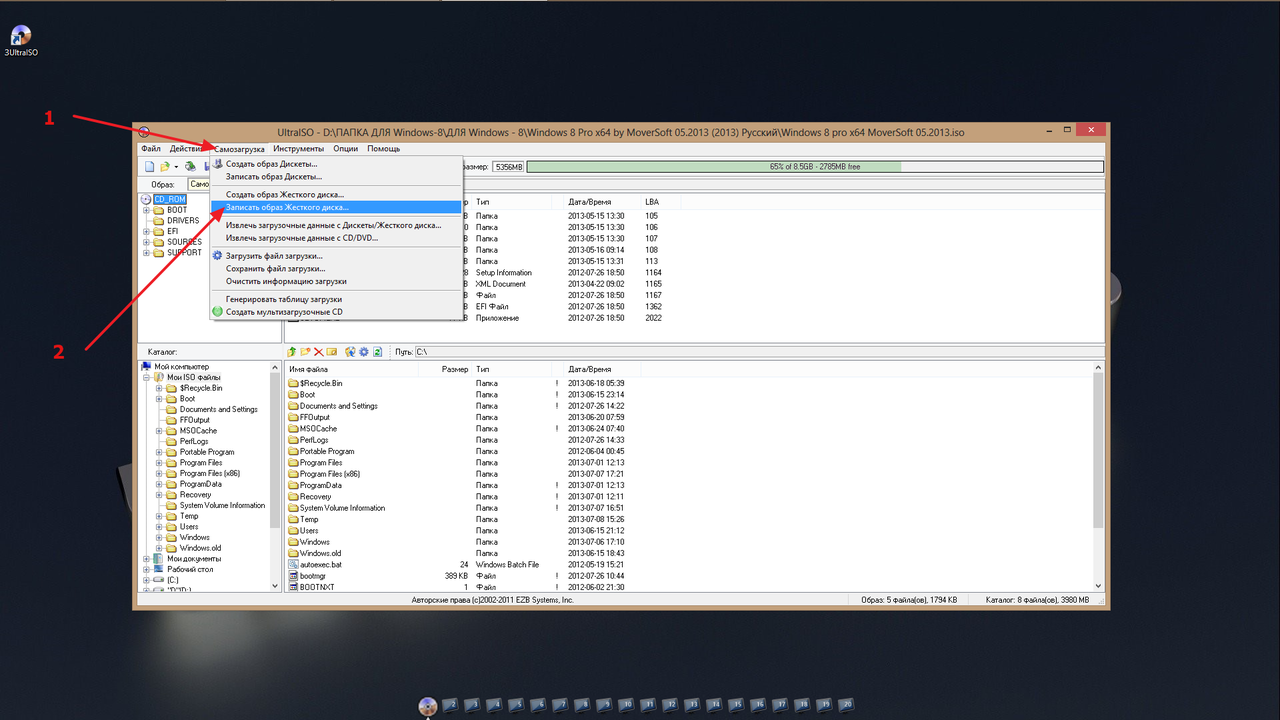 3UltraISO
1
2
UltraISO - D:\ПАПКА ДЛЯ Windows-8\ДЛЯ Windows - 8\Windows 8 Pro x64 by MoverSoft 05.2013 (2013) Русский\Windows 8 pro x64 MoverSoft 05.2013.iso
Файл Действия Самозагрузка Инструменты Опции Помощь
размер: 5356MB 65% of 8.5GB - 2785MB free
Образ: Само
Создать образ Дискеты...
Записать образ Дискеты...
Создать образ Жесткого диска...
Записать образ Жесткого диска...
Извлечь загрузочные данные с Дискеты/Жесткого диска...
Извлечь загрузочные данные с CD/DVD...
Загрузить файл загрузки...
Сохранить файл загрузки...
Очистить информацию загрузки
Генерировать таблицу загрузки
Создать мультизагрузочные CD
CD_ROM
BOOT
DRIVERS
EFI
SOURCES
SUPPORT
р Тип Дата/Время LBA
Папка 2013-05-15 13:30 105
0 Папка 2013-05-15 13:30 106
B Папка 2013-05-15 13:30 107
B Папка 2013-05-16 09:14 108
B Папка 2013-05-15 13:31 113
28 Setup Information 2012-07-26 18:50 1164
B XML Document 2013-04-22 09:02 1165
B Файл 2012-07-26 18:50 1167
B EFI Файл 2012-07-26 18:50 1362
B Приложение 2012-07-26 18:50 2022
Каталог: Путь: C:\
Мой компьютер
Мои ISO файлы
$Recycle.Bin
Boot
Documents and Settings
FFOutput
MSOCache
PerlLogs
Portable Program
Program Files
Program Files (x86)
ProgramData
Recovery
System Volume Information
Temp
Users
Windows
Windows.old
Мои документы
Рабочий стол
(C:)
Имя файла Размер Тип Дата/Время
$Recycle.Bin Папка ! 2013-06-18 05:39
Boot Папка ! 2013-06-15 23:14
Documents and Settings Папка ! 2012-07-26 14:22
FFOutput Папка 2013-06-20 07:59
MSOCache Папка ! 2013-06-24 07:40
PerlLogs Папка 2012-07-26 14:33
Portable Program Папка 2012-06-04 00:45
Program Files Папка 2013-07-01 12:13
Program Files (x86) Папка 2013-07-07 17:21
ProgramData Папка ! 2013-07-01 12:13
Recovery Папка ! 2013-07-01 12:11
System Volume Information Папка ! 2013-07-07 16:51
Temp Папка 2013-07-08 15:26
Users Папка 2013-06-15 21:12
Windows Папка 2013-07-06 17:10
Windows.old Папка 2013-06-15 18:43
autoexec.bat 24 Windows Batch File 2012-05-19 15:21
bootmgr 389 KB Файл ! 2012-07-26 10:44
BOOTNXT 1 Файл ! 2012-06-02 21:30
Авторские права (c)2002-2011 EZB Systems, Inc. Образ: 5 файла(ов), 1794 KB Каталог: 8 файла(ов), 3980 MB
2 3 4 5 6 7 8 9 10 11 12 13 14 15 16 17 18 19 20